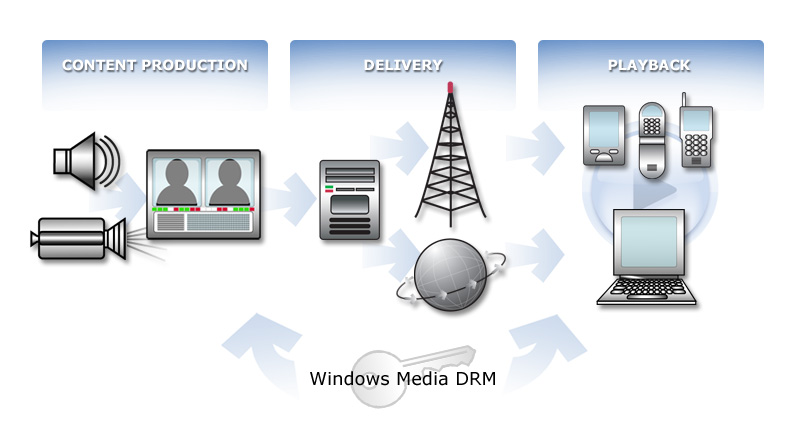 CONTENT PRODUCTION
DELIVERY
PLAYBACK
Windows Media DRM